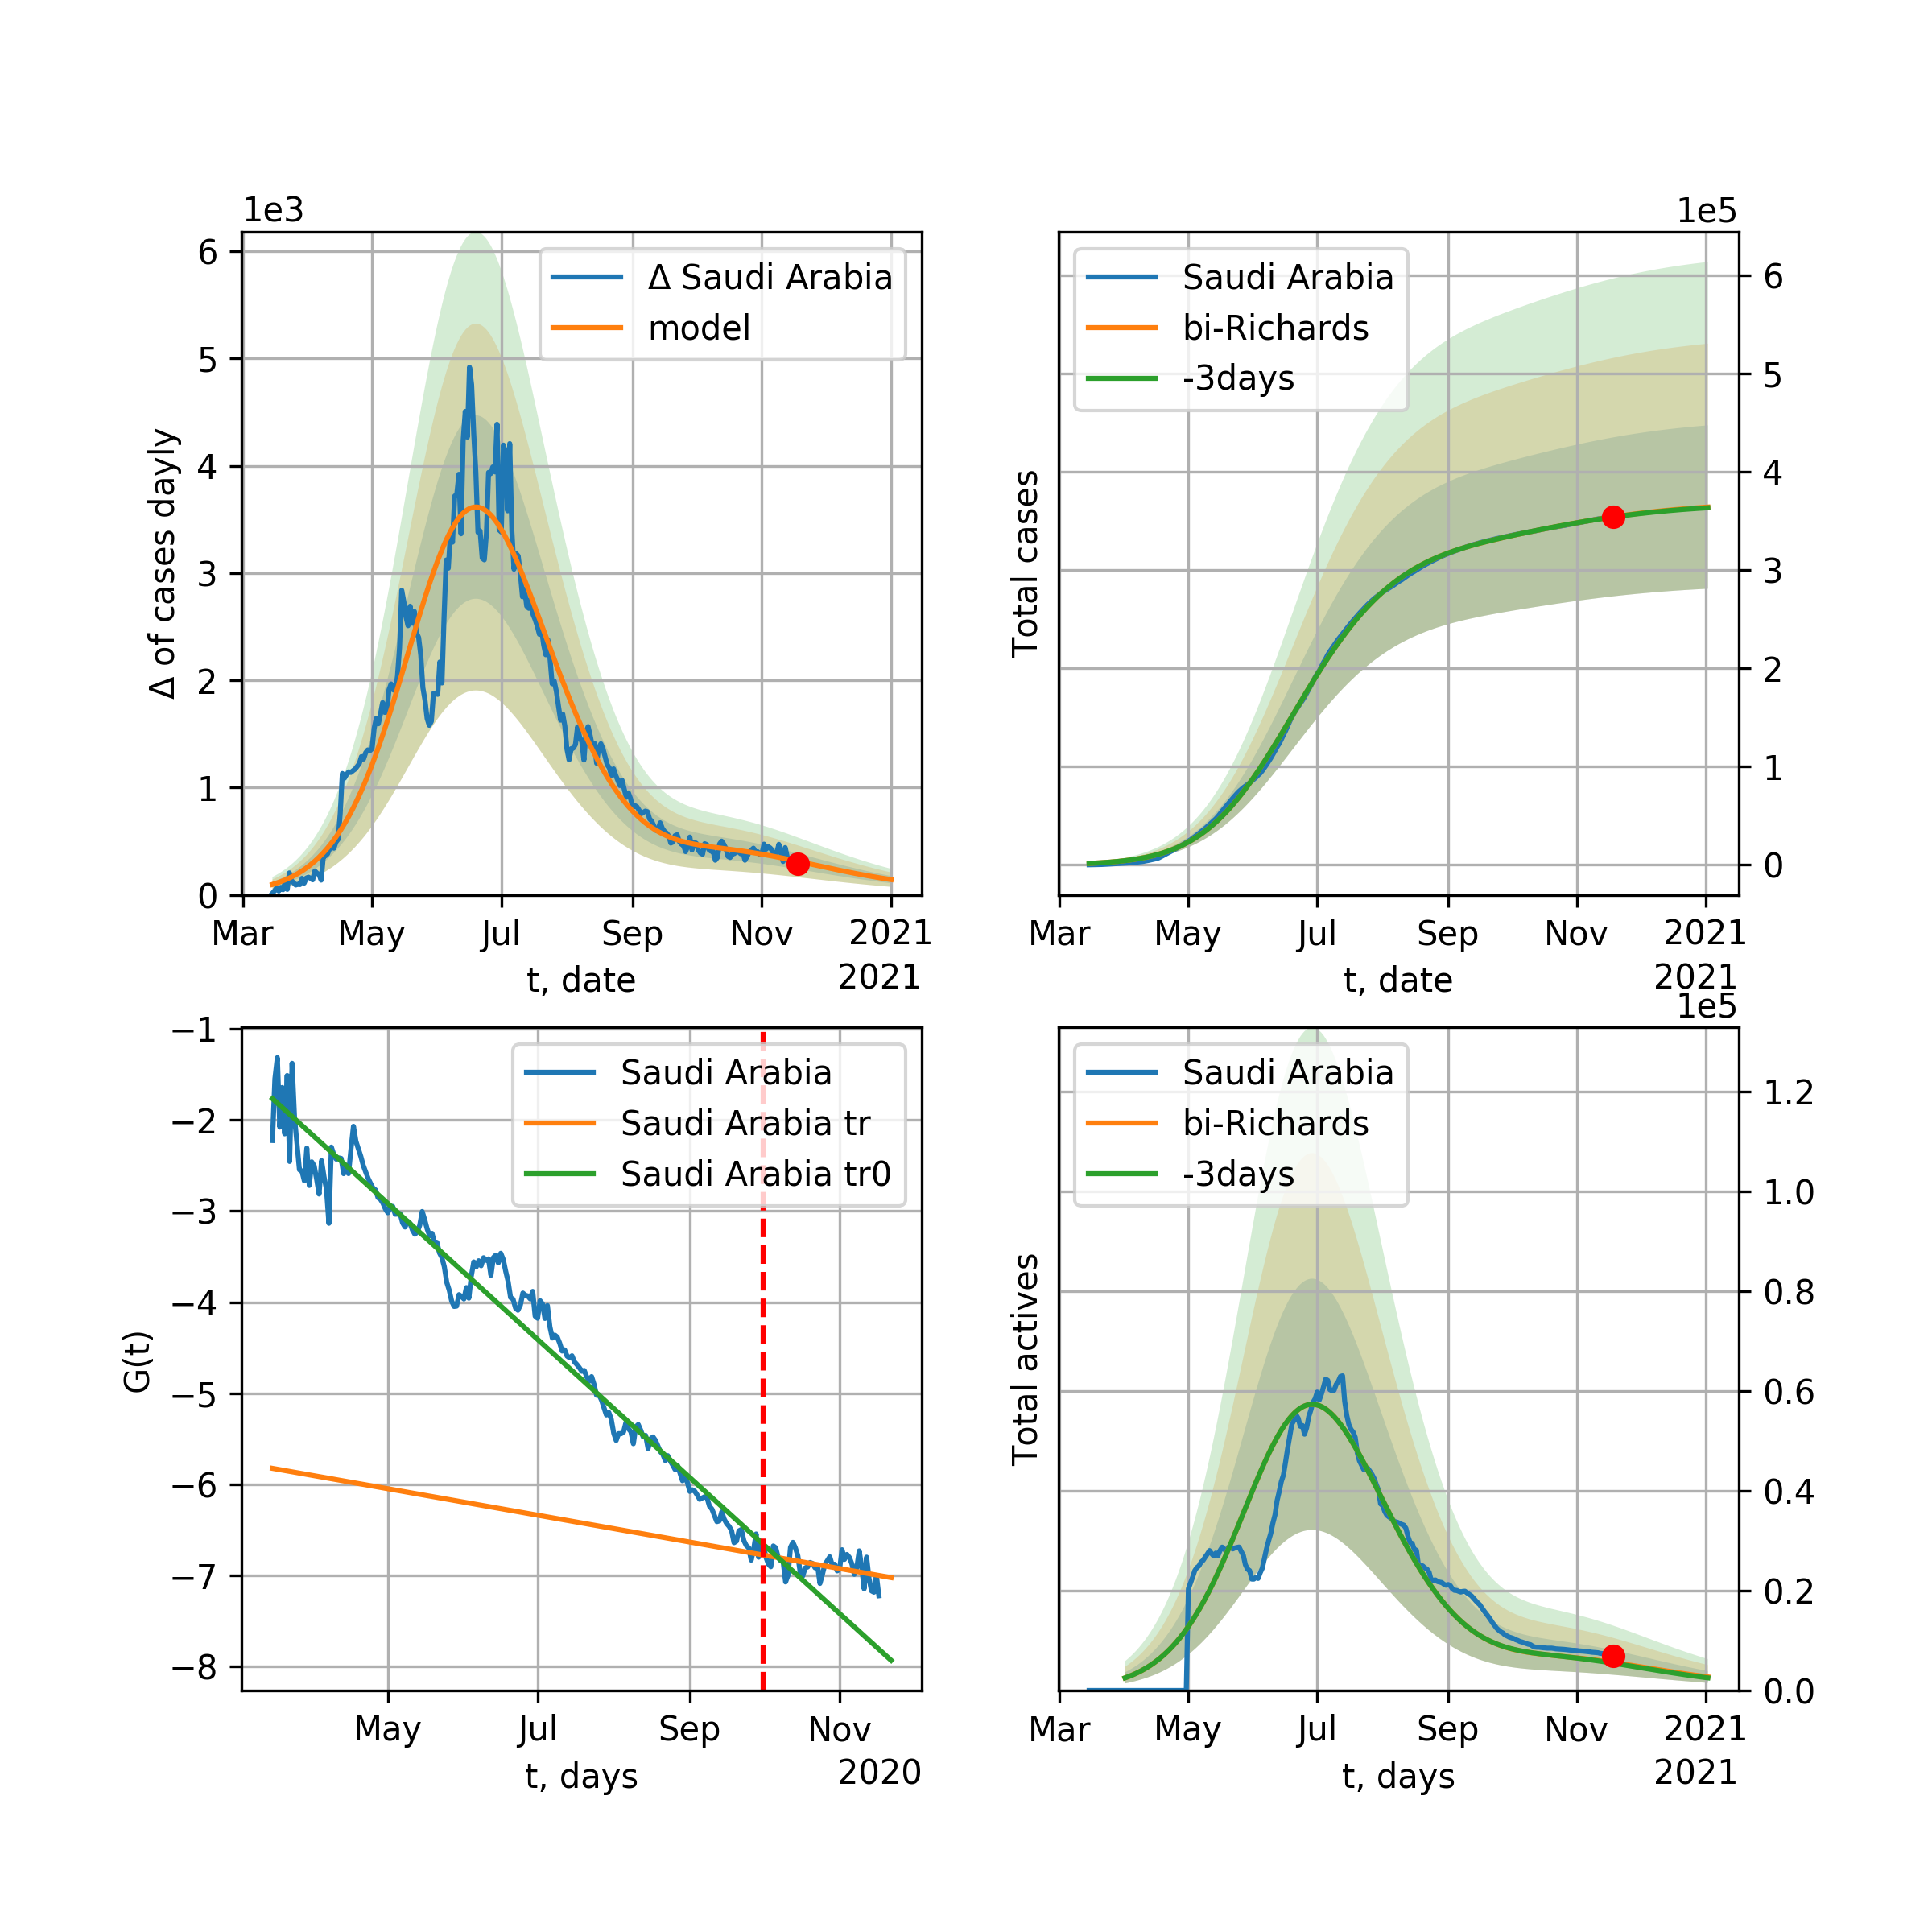 1e3
Δ of cases dayly
6
5
4
3
2
1
0
Δ Saudi Arabia
model
Mar May Jul Sep Nov 2021
t, date 2021
1e5
Total cases
Saudi Arabia
bi-Richards
-3days
6
5
4
3
2
1
0
Mar May Jul Sep Nov 2021
t, date 2021
G(t)
−1
−2
−3
−4
−5
−6
−7
−8
Saudi Arabia
Saudi Arabia tr
Saudi Arabia tr0
May Jul Sep Nov
t, days 2020
1e5
Total actives
Saudi Arabia
bi-Richards
-3days
1.2
1.0
0.8
0.6
0.4
0.2
0.0
Mar May Jul Sep Nov 2021
t, days 2021